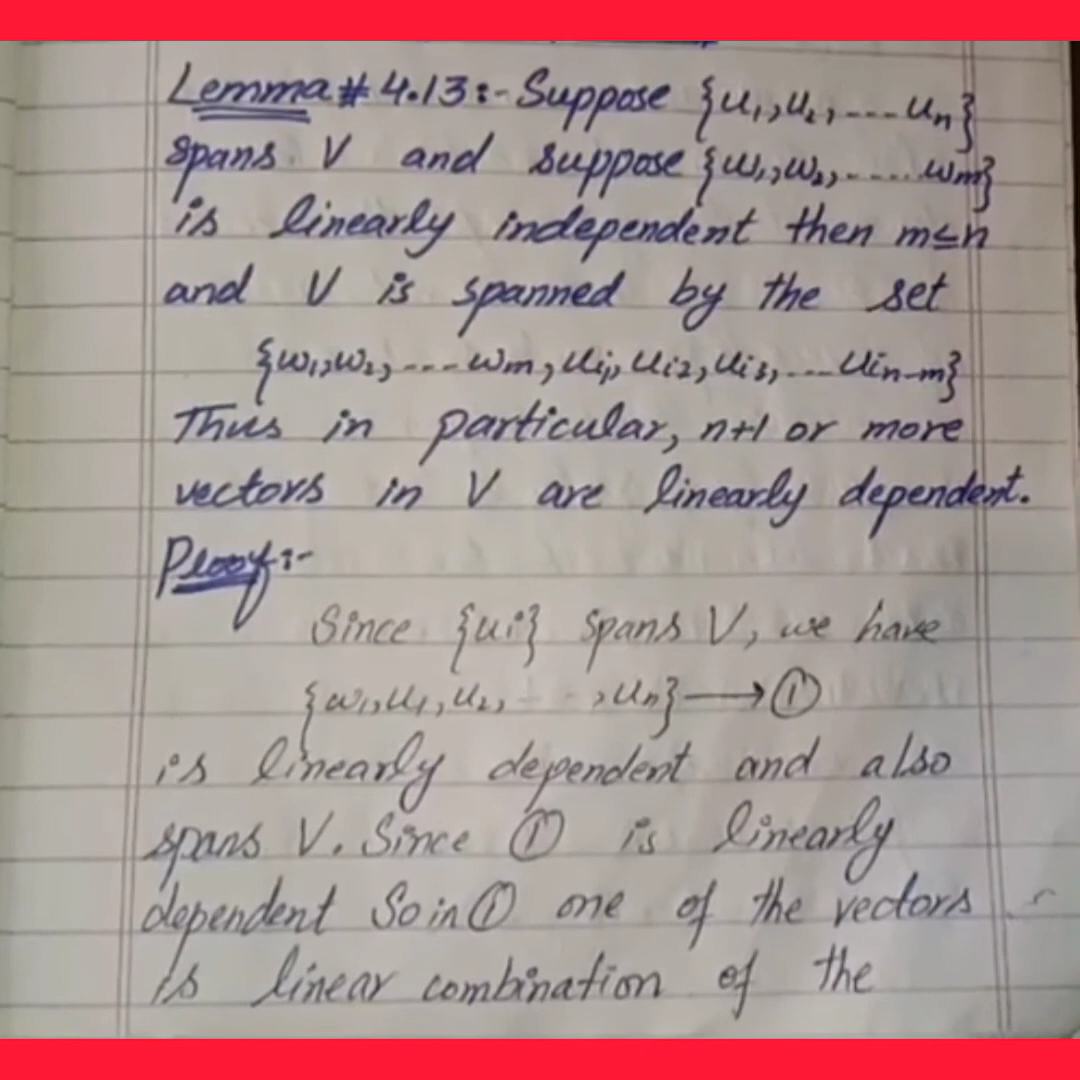 Lemma # 4.13:- Suppose {u₁,u₂,---uₙ}
spans V and suppose {w₁,w₂,.....wm}
is linearly independent then m≤n
and V is spanned by the set
{w₁,w₂,---wm,ui₁,ui2,ui3,...uin-m}
Thus in particular, n+1 or more
vectors in V are linearly dependent.
Proof:-
Since {ui} spans V, we have
{w₁,u₁,u₂,---,uₙ}⟶①
is linearly dependent and also
spans V. Since ① is linearly
dependent So in ① one of the vectors
is linear combination of the